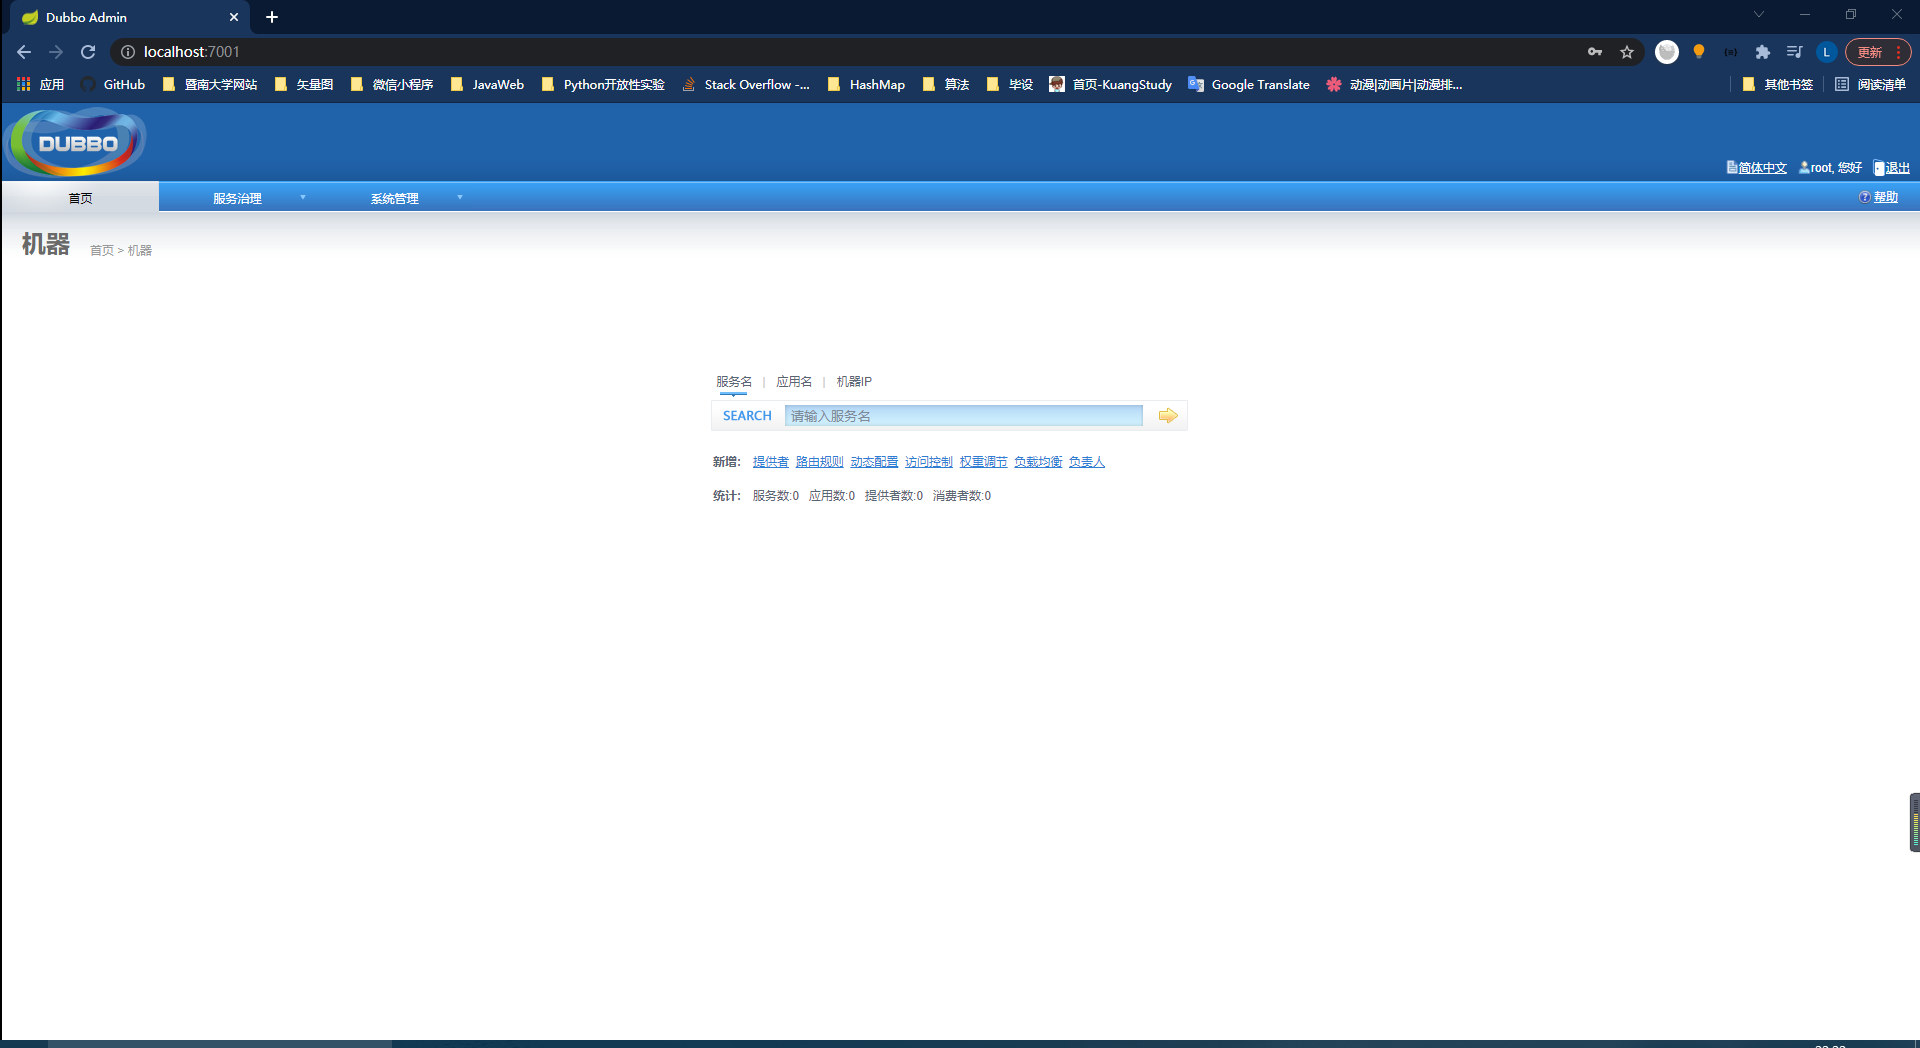 Dubbo Admin
localhost:7001
L
更新
应用 GitHub 暨南大学网站 矢量图 微信小程序 JavaWeb Python开放性实验 Stack Overflow -... HashMap 算法 毕设 首页-KuangStudy Google Translate 动漫|动画片|动漫排... 其他书签 阅读清单
DUBBO
简体中文 root, 您好 退出
首页 服务治理 系统管理 帮助
机器 首页 > 机器
服务名 | 应用名 | 机器IP
SEARCH 请输入服务名
新增: 提供者 路由规则 动态配置 访问控制 权重调节 负载均衡 负责人
统计: 服务数:0 应用数:0 提供者数:0 消费者数:0